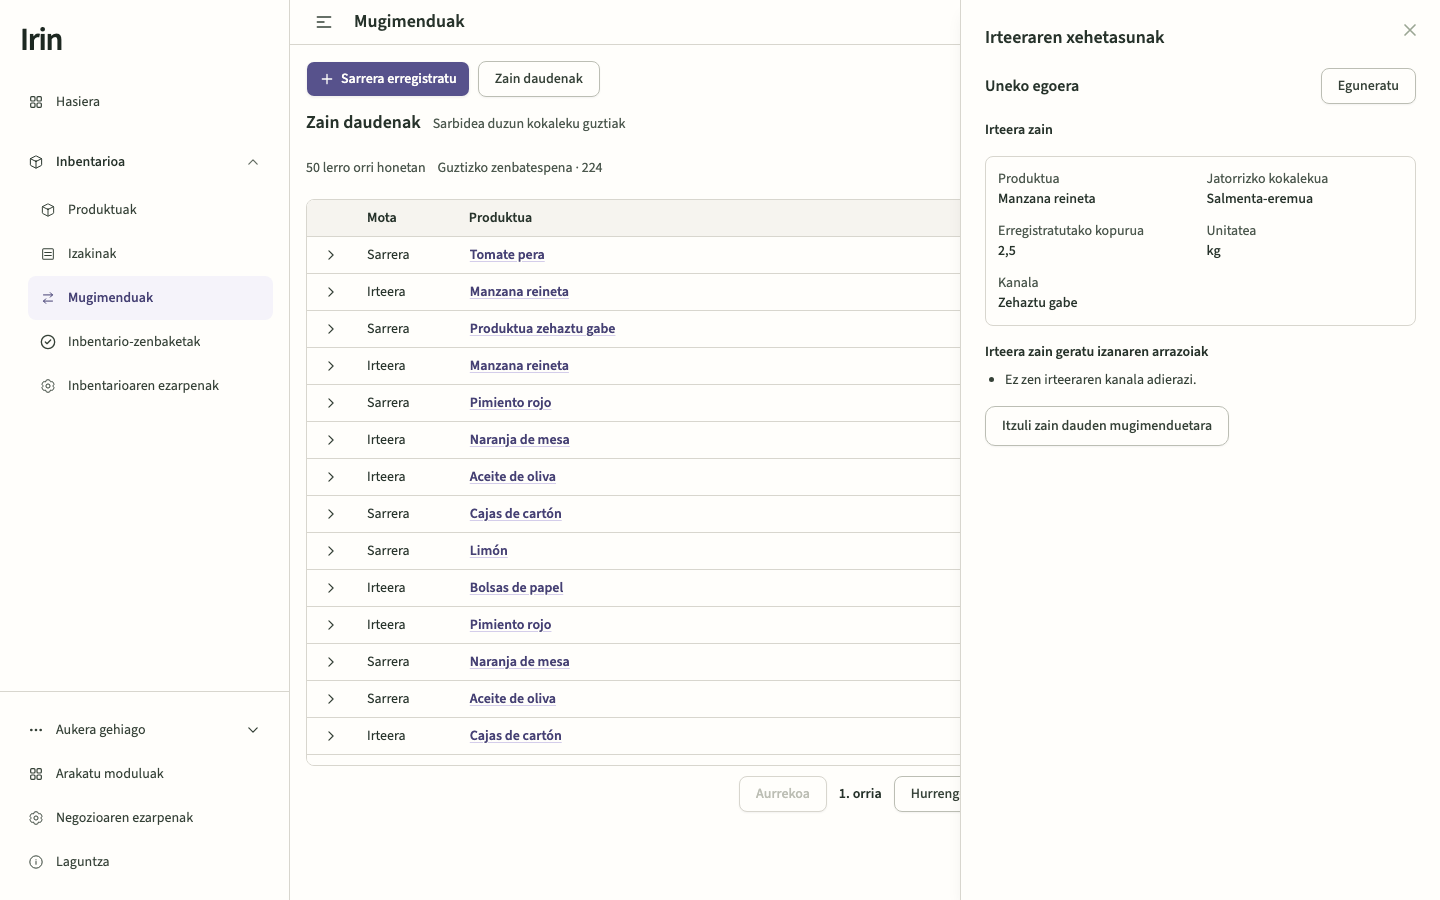 Irin
Hasiera
Inbentarioa
Produktuak
Izakinak
Mugimenduak
Inbentario-zenbaketak
Inbentarioaren ezarpenak
Aukera gehiago
Arakatu moduluak
Negozioaren ezarpenak
Laguntza
Mugimenduak
Sarrera erregistratu
Zain daudenak
Zain daudenak Sarbidea duzun kokaleku guztiak
50 lerro orri honetan Guztizko zenbatespena · 224
Mota Produktua
Sarrera Tomate pera
Irteera Manzana reineta
Sarrera Produktua zehaztu gabe
Irteera Manzana reineta
Sarrera Pimiento rojo
Irteera Naranja de mesa
Irteera Aceite de oliva
Sarrera Cajas de cartón
Sarrera Limón
Irteera Bolsas de papel
Irteera Pimiento rojo
Sarrera Naranja de mesa
Sarrera Aceite de oliva
Irteera Cajas de cartón
Aurrekoa 1. orria Hurreng
Irteeraren xehetasunak
Uneko egoera Eguneratu
Irteera zain
Produktua Jatorrizko kokalekua
Manzana reineta Salmenta-eremua
Erregistratutako kopurua Unitatea
2,5 kg
Kanala
Zehaztu gabe
Irteera zain geratu izanaren arrazoiak
Ez zen irteeraren kanala adierazi.
Itzuli zain dauden mugimenduetara